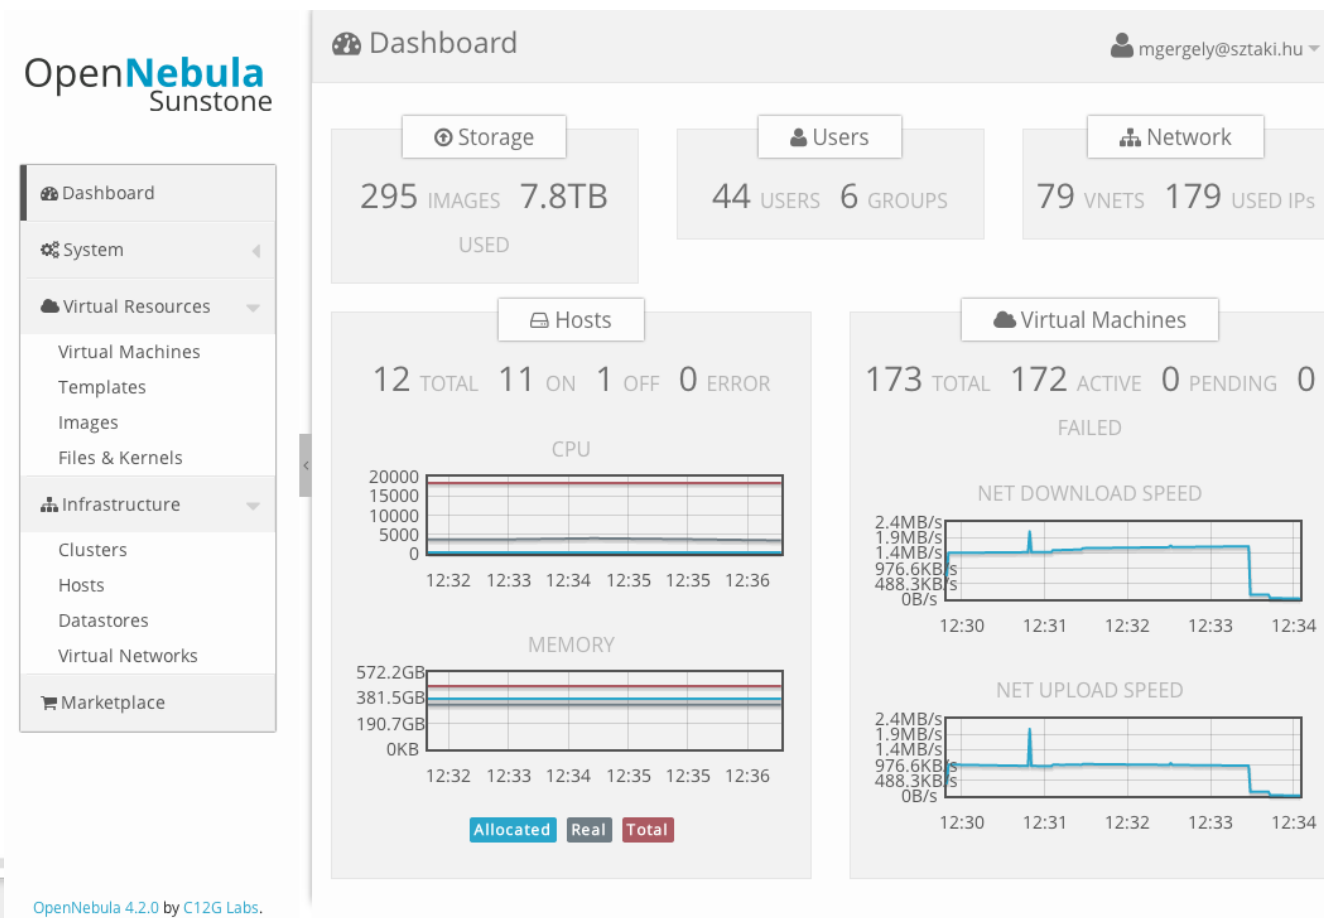 OpenNebula
Sunstone
Dashboard
System
Virtual Resources
Virtual Machines
Templates
Images
Files & Kernels
Infrastructure
Clusters
Hosts
Datastores
Virtual Networks
Marketplace
OpenNebula 4.2.0 by C12G Labs.
Dashboard
mgergely@sztaki.hu
Storage
295 IMAGES 7.8TB
USED
Users
44 USERS 6 GROUPS
Network
79 VNETS 179 USED IPs
Hosts
12 TOTAL 11 ON 1 OFF 0 ERROR
CPU
20000
15000
10000
5000
0
12:32 12:33 12:34 12:35 12:35 12:36
MEMORY
572.2GB
381.5GB
190.7GB
0KB
12:32 12:33 12:34 12:35 12:35 12:36
Allocated Real Total
Virtual Machines
173 TOTAL 172 ACTIVE 0 PENDING 0
FAILED
NET DOWNLOAD SPEED
2.4MB/s
1.9MB/s
1.4MB/s
976.6KB/s
488.3KB/s
0B/s
12:30 12:31 12:32 12:33 12:34
NET UPLOAD SPEED
2.4MB/s
1.9MB/s
1.4MB/s
976.6KB/s
488.3KB/s
0B/s
12:30 12:31 12:32 12:33 12:34